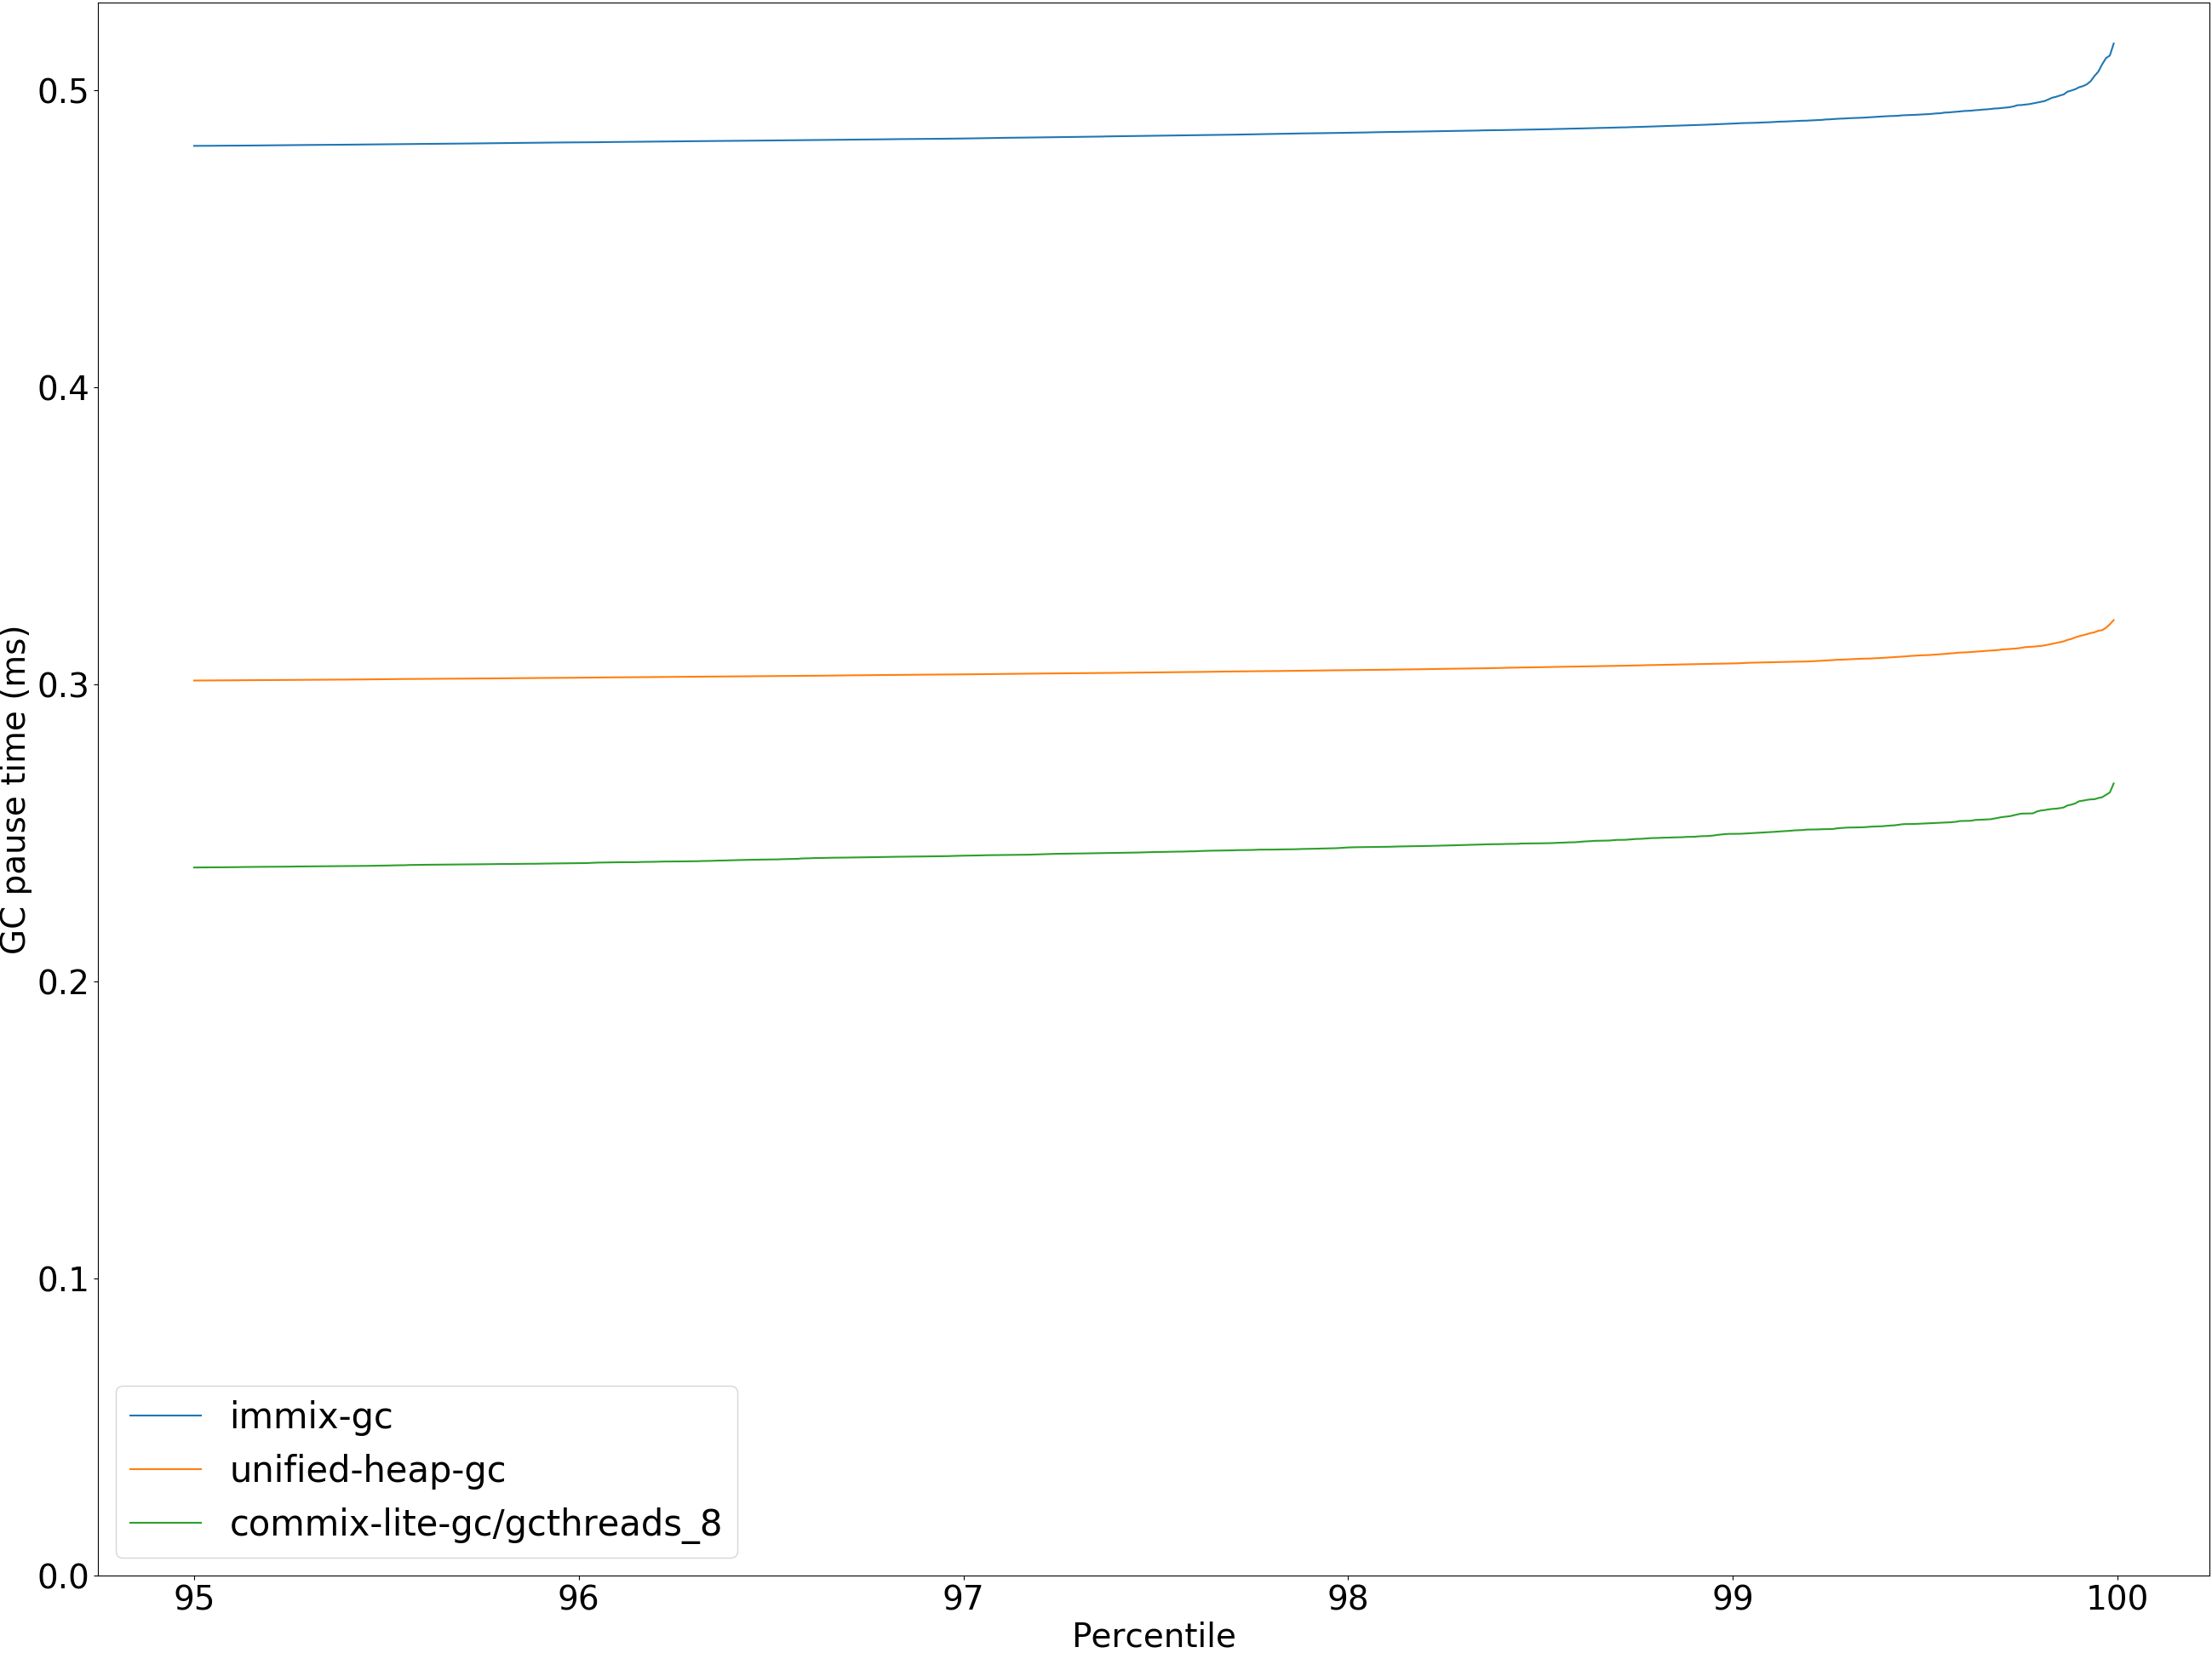 0.5
0.4
0.3
0.2
0.1
0.0
GC pause time (ms)
immix-gc
unified-heap-gc
commix-lite-gc/gcthreads_8
95 96 97 98 99 100
Percentile